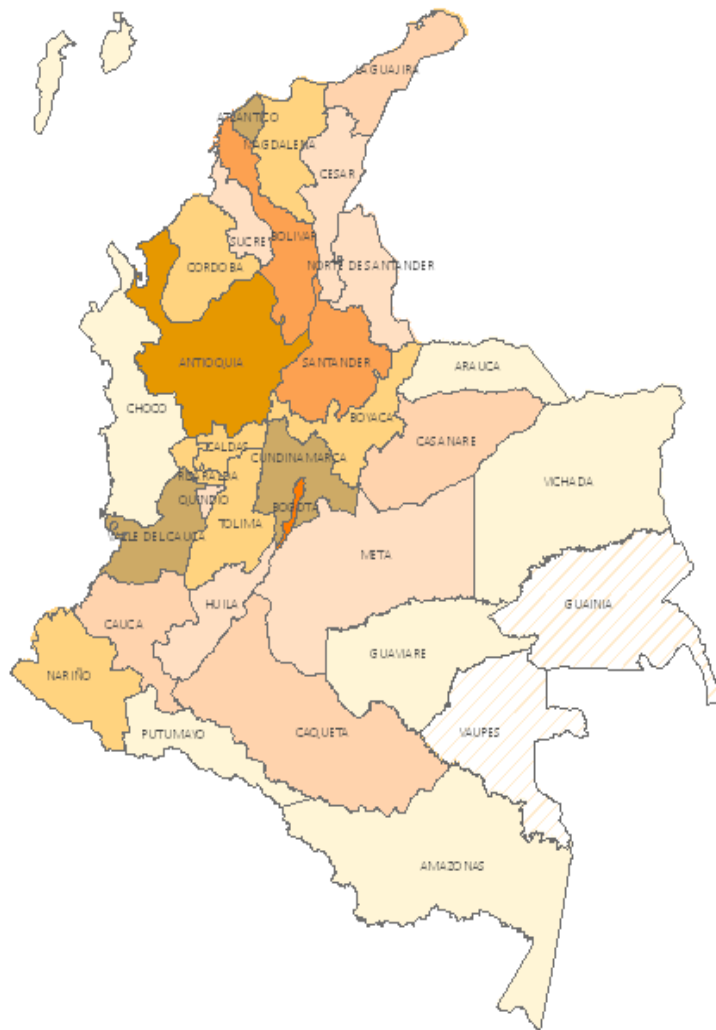 LA GUAJIRA
ATLANTICO
MAGDALENA
CESAR
SUCRE
BOLIVAR
NORTE DE SANTANDER
CORDOBA
ANTIOQUIA
SANTANDER
ARAUCA
CHOCO
BOYACA
CASANARE
CALDAS
CUNDINAMARCA
VICHADA
RISARALDA
QUINDIO
BOGOTA
TOLIMA
VALLE DEL CAUCA
META
HUILA
GUAINIA
CAUCA
GUAVIARE
NARIÑO
PUTUMAYO
CAQUETA
VAUPES
AMAZONAS